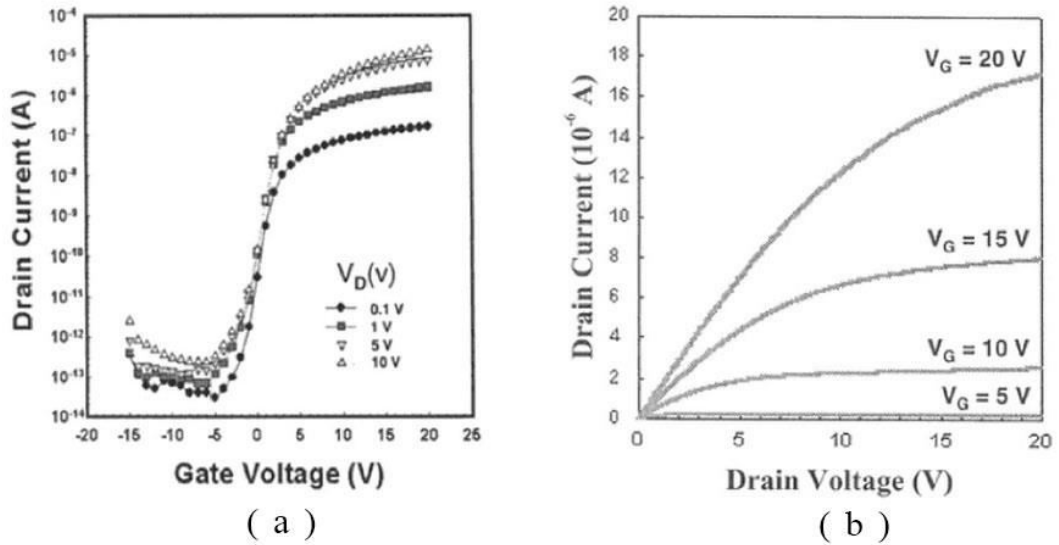 10⁻⁴
10⁻⁵
10⁻⁶
10⁻⁷
10⁻⁸
10⁻⁹
10⁻¹⁰
10⁻¹¹
10⁻¹²
10⁻¹³
10⁻¹⁴
Drain Current (A)
V_D(v)
0.1 V
1 V
5 V
10 V
-20 -15 -10 -5 0 5 10 15 20 25
Gate Voltage (V)
( a )
20
18
16
14
12
10
8
6
4
2
0
Drain Current (10⁻⁶ A)
V_G = 20 V
V_G = 15 V
V_G = 10 V
V_G = 5 V
0 5 10 15 20
Drain Voltage (V)
( b )